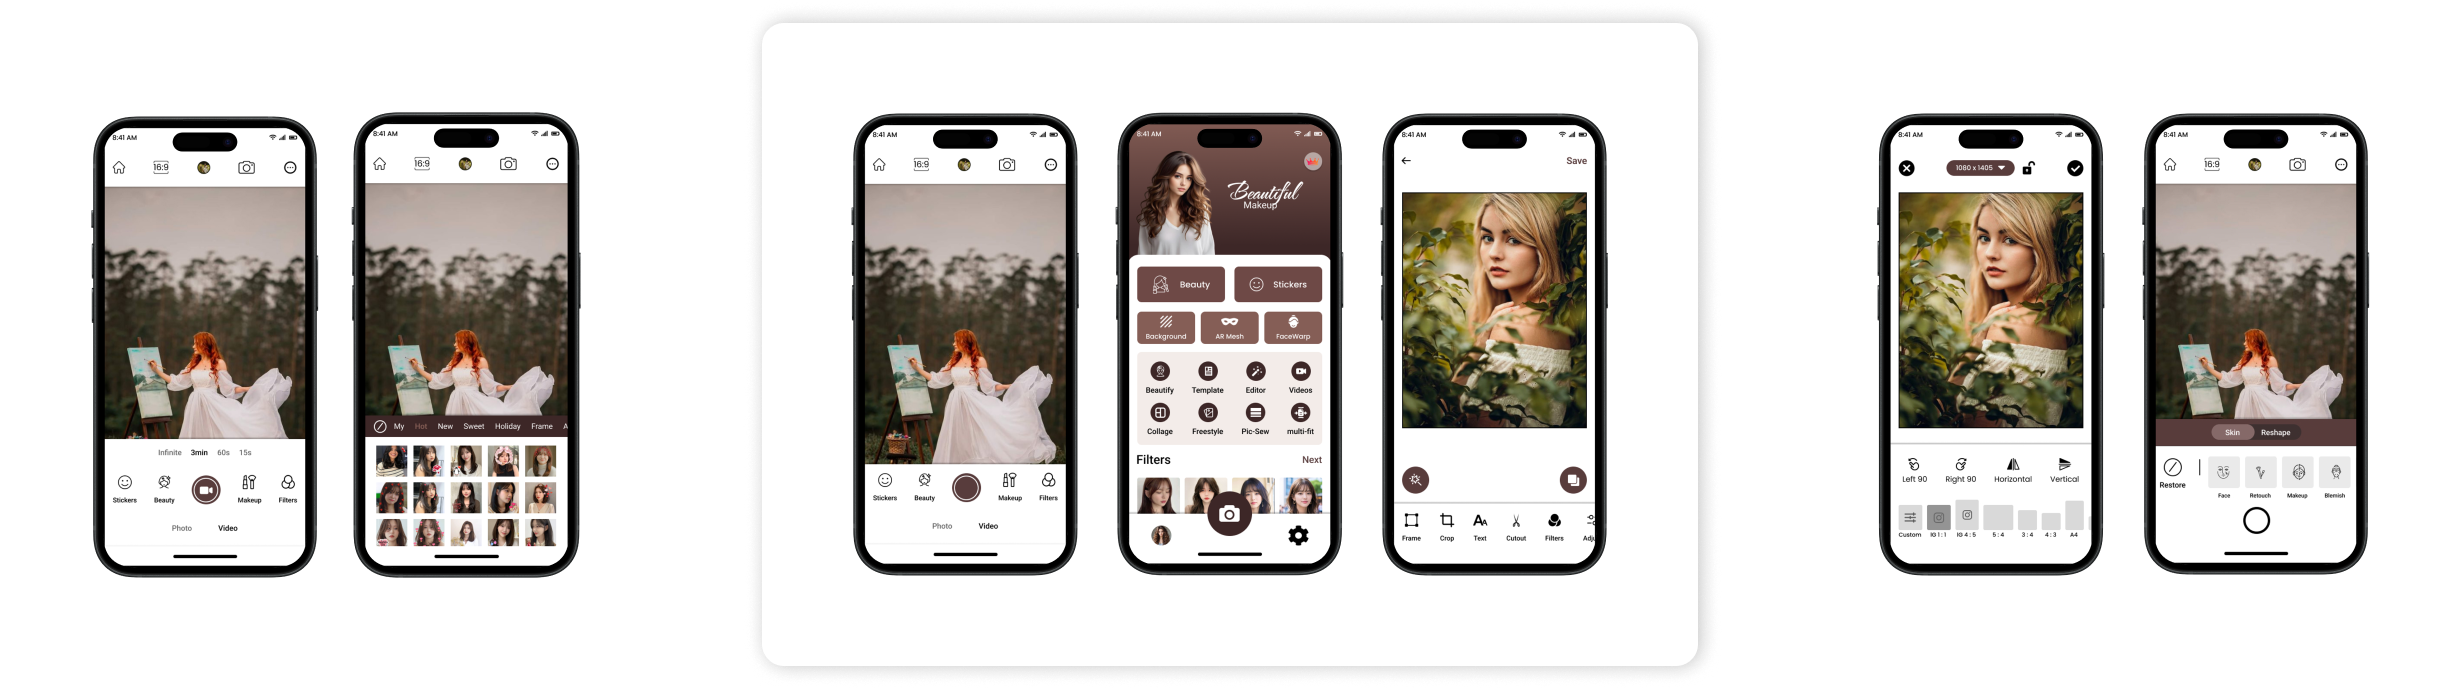 8:41 AM
16:9
Infinite 3min 60s 15s
Stickers Beauty Makeup Filters
Photo Video
8:41 AM
16:9
My Hot New Sweet Holiday Frame A
8:41 AM
16:9
Stickers Beauty Makeup Filters
Photo Video
8:41 AM
Beautiful
Makeup
Beauty Stickers
Background AR Mesh FaceWarp
Beautify Template Editor Videos
Collage Freestyle Pic-Sew multi-fit
Filters Next
8:41 AM
Save
Frame Crop Text Cutout Filters Adju
8:41 AM
1080 x 1405
Left 90 Right 90 Horizontal Vertical
Custom IG 1 : 1 IG 4 : 5 5 : 4 3 : 4 4 : 3 A4
8:41 AM
16:9
Skin Reshape
Restore
Face Retouch Makeup Blemish